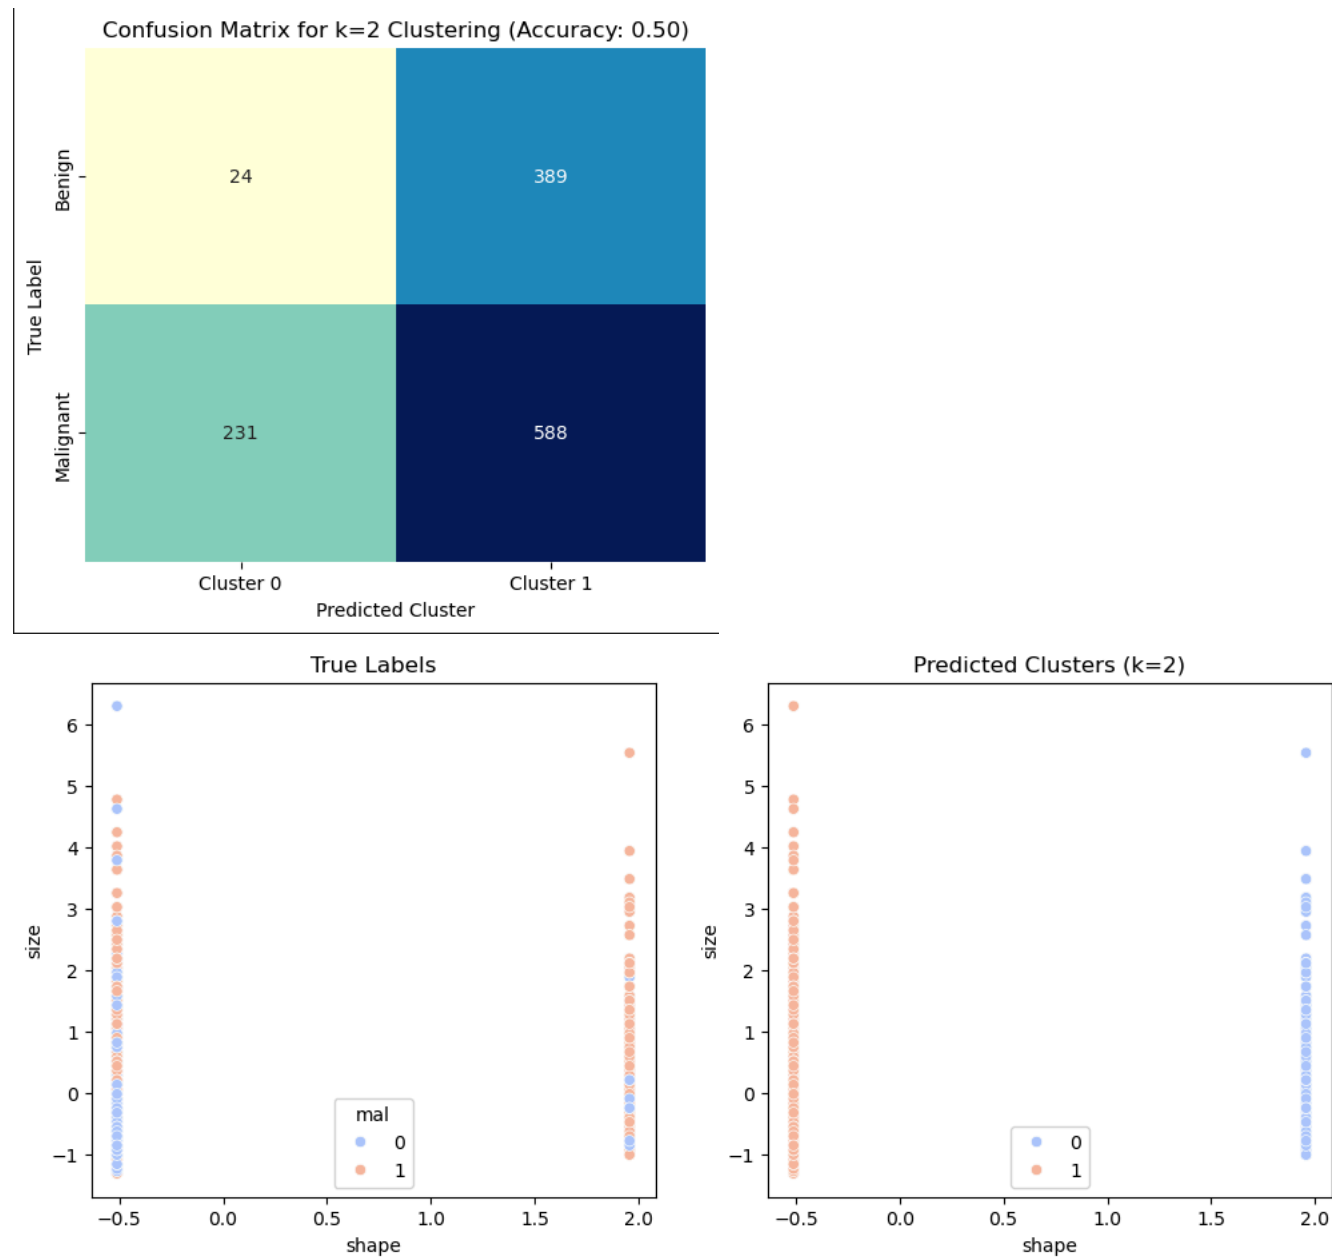 Confusion Matrix for k=2 Clustering (Accuracy: 0.50)
True Label
Benign
24
389
Malignant
231
588
Cluster 0
Cluster 1
Predicted Cluster
True Labels
size
6
5
4
3
2
1
0
−1
mal
0
1
−0.5
0.0
0.5
1.0
1.5
2.0
shape
Predicted Clusters (k=2)
size
6
5
4
3
2
1
0
−1
0
1
−0.5
0.0
0.5
1.0
1.5
2.0
shape